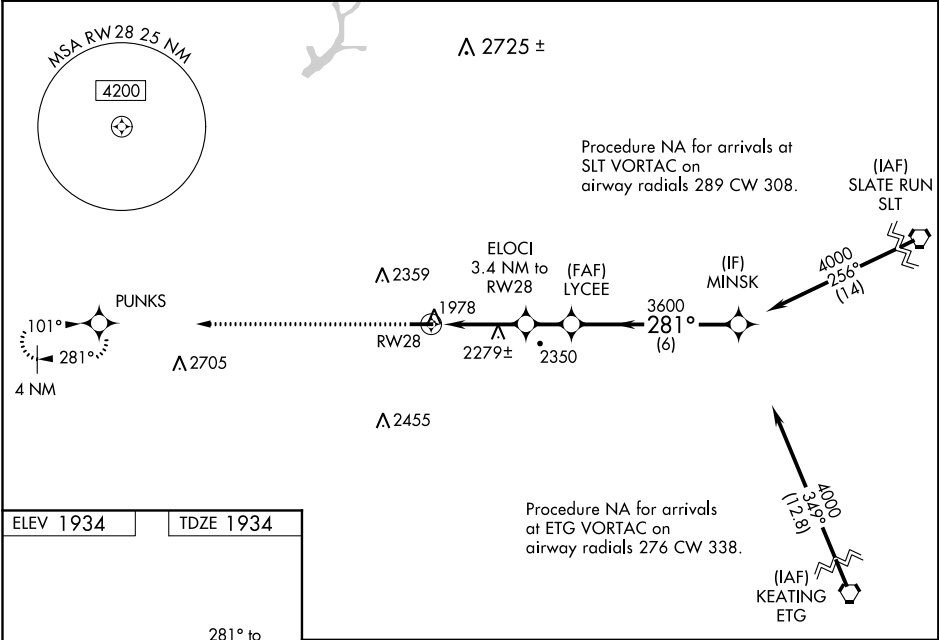 MSA RW 28 25 NM
4200
2725 ±
Procedure NA for arrivals at
SLT VORTAC on
airway radials 289 CW 308.
(IAF)
SLATE RUN
SLT
4000
256°
(14)
ELOCI
3.4 NM to
RW28
(FAF)
LYCEE
(IF)
MINSK
3600
281°
(6)
2359
1978
RW28
2279±
2350
PUNKS
101°
281°
4 NM
2705
2455
Procedure NA for arrivals
at ETG VORTAC on
airway radials 276 CW 338.
4000
349°
(12.8)
(IAF)
KEATING
ETG
ELEV 1934
TDZE 1934
281° to